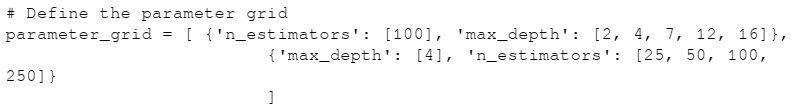 # Define the parameter grid
parameter_grid = [ {'n_estimators': [100], 'max_depth': [2, 4, 7, 12, 16]},
{'max_depth': [4], 'n_estimators': [25, 50, 100,
250]}
]